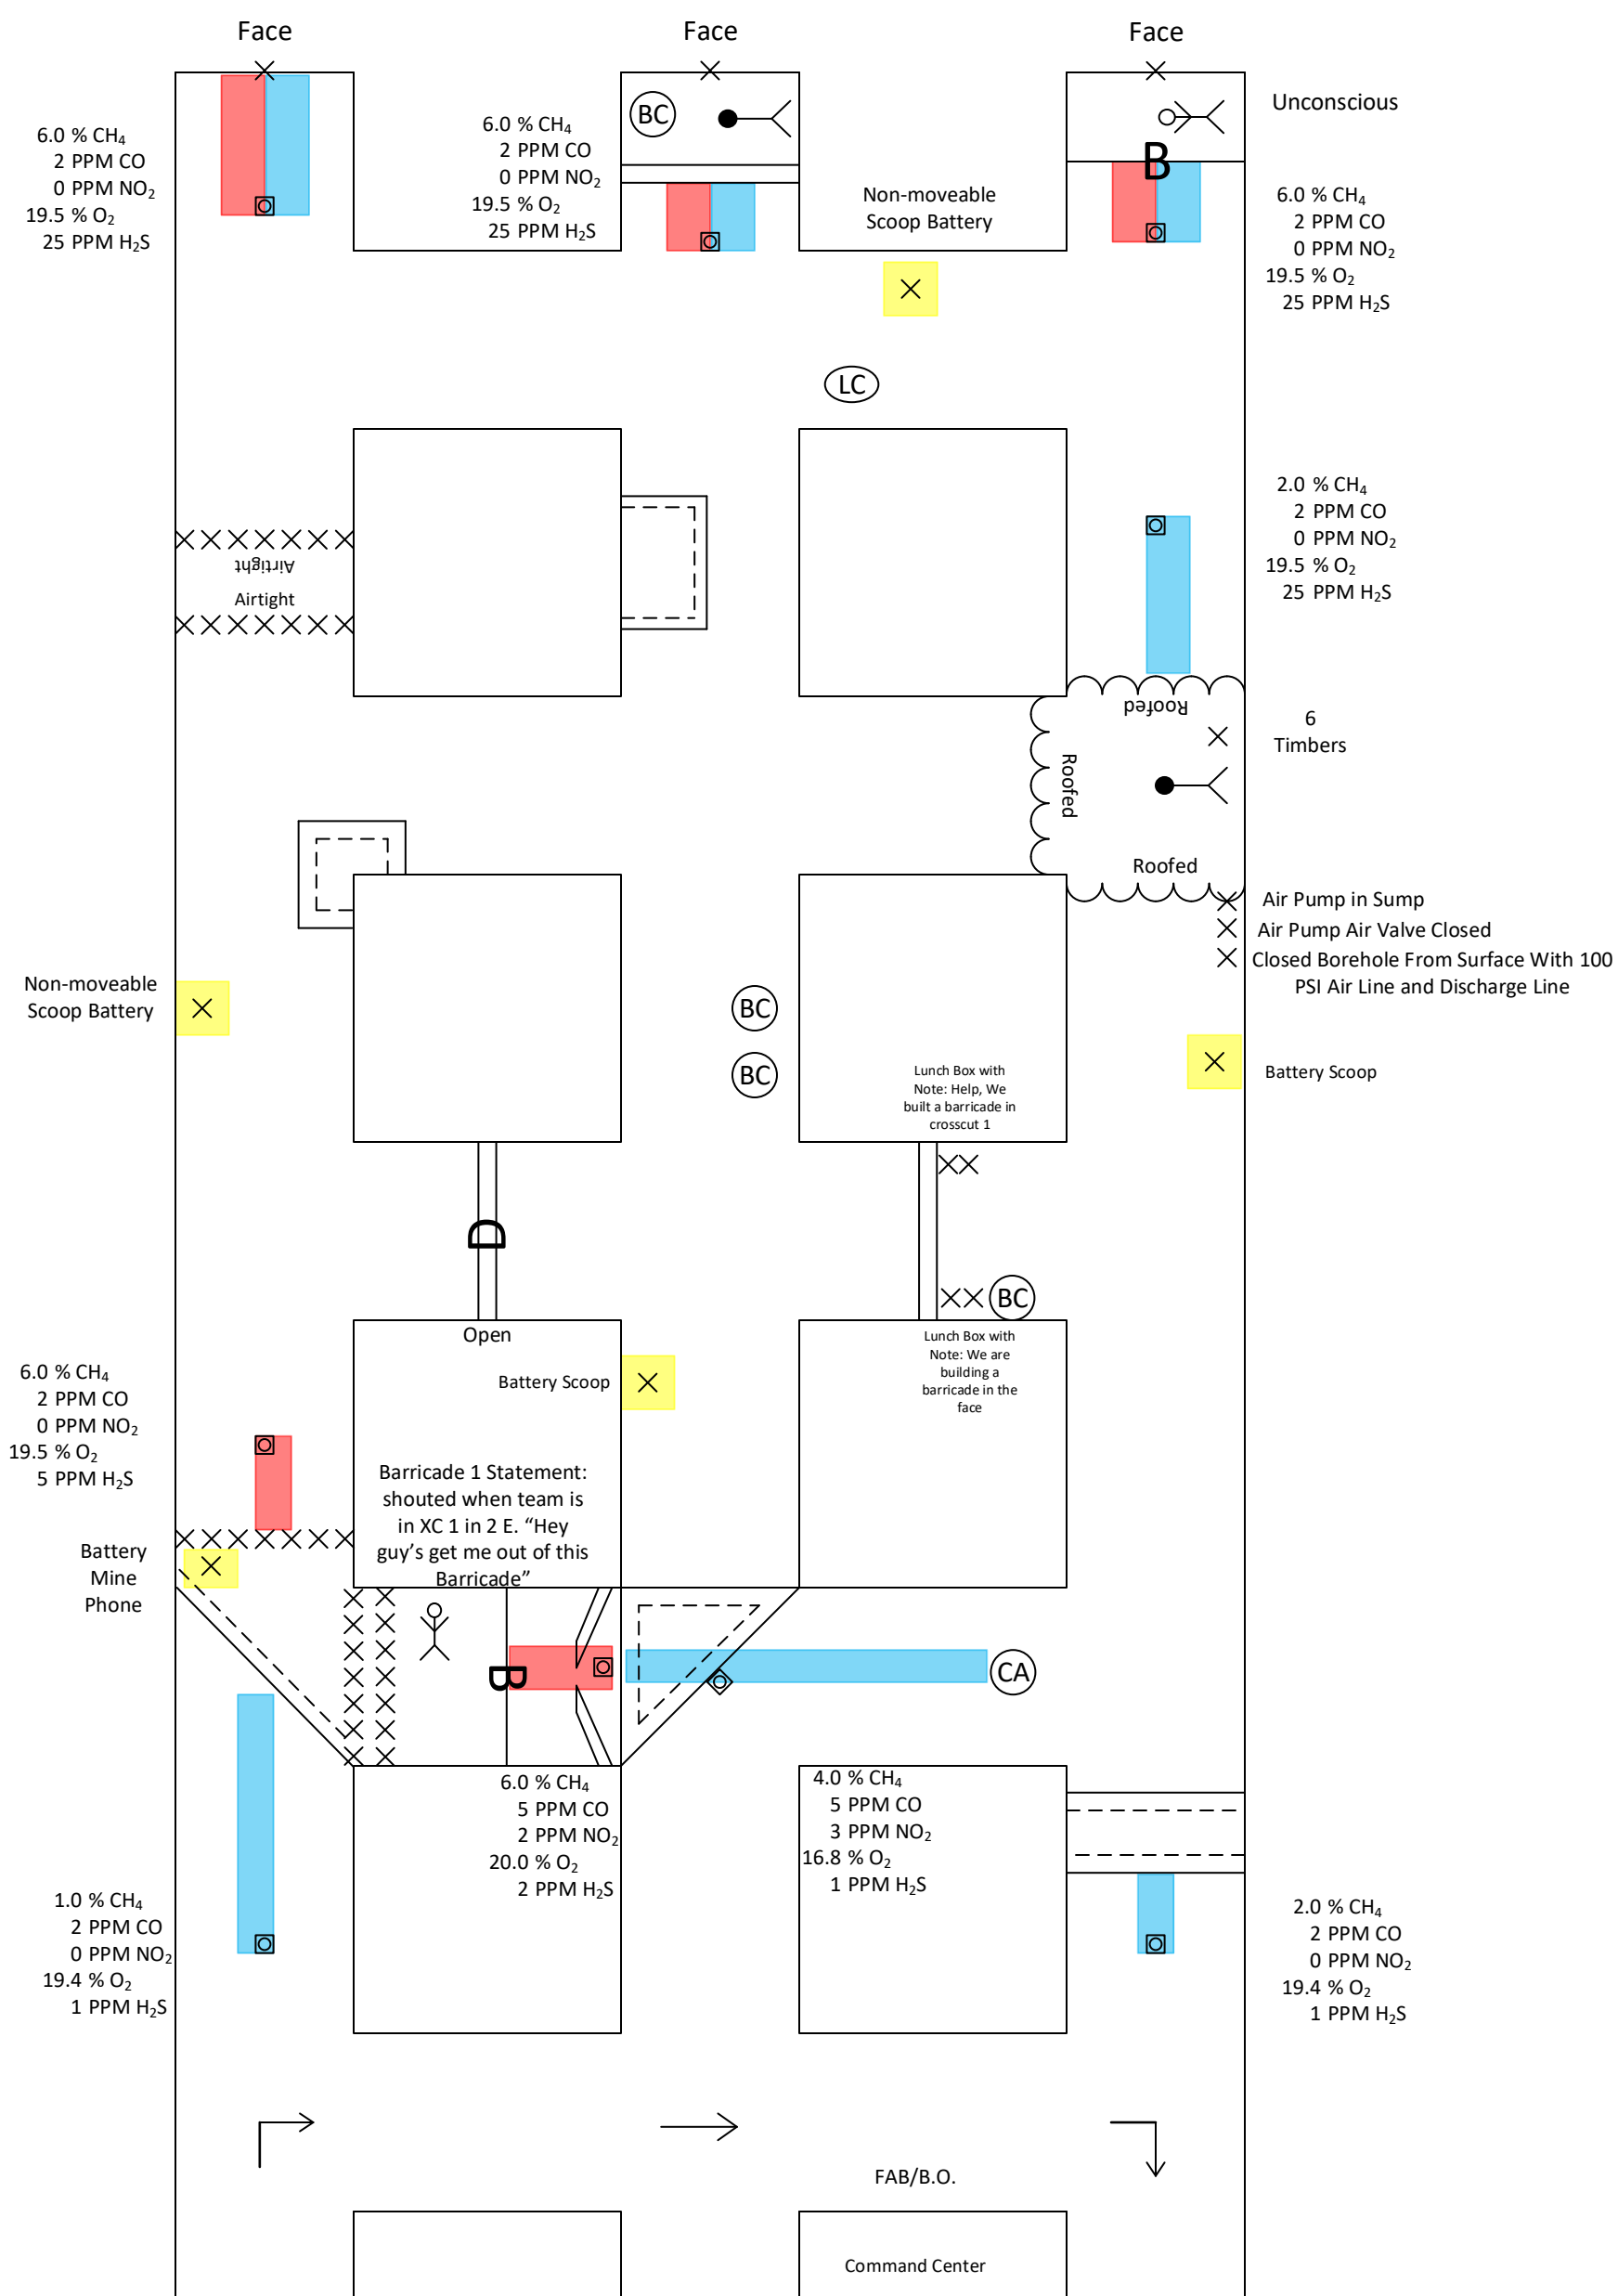 Face
Face
Face
Unconscious
6.0 % CH₄
2 PPM CO
0 PPM NO₂
19.5 % O₂
25 PPM H₂S
6.0 % CH₄
2 PPM CO
0 PPM NO₂
19.5 % O₂
25 PPM H₂S
BC
B
Non-moveable
Scoop Battery
6.0 % CH₄
2 PPM CO
0 PPM NO₂
19.5 % O₂
25 PPM H₂S
LC
2.0 % CH₄
2 PPM CO
0 PPM NO₂
19.5 % O₂
25 PPM H₂S
Airtight
Airtight
Roofed
Roofed
Roofed
6
Timbers
Air Pump in Sump
Air Pump Air Valve Closed
Closed Borehole From Surface With 100
PSI Air Line and Discharge Line
Non-moveable
Scoop Battery
BC
BC
Battery Scoop
Lunch Box with
Note: Help, We
built a barricade in
crosscut 1
D
BC
Open
Lunch Box with
Note: We are
building a
barricade in the
face
Battery Scoop
6.0 % CH₄
2 PPM CO
0 PPM NO₂
19.5 % O₂
5 PPM H₂S
Barricade 1 Statement:
shouted when team is
in XC 1 in 2 E. “Hey
guy’s get me out of this
Barricade”
Battery
Mine
Phone
B
CA
6.0 % CH₄
5 PPM CO
2 PPM NO₂
20.0 % O₂
2 PPM H₂S
4.0 % CH₄
5 PPM CO
3 PPM NO₂
16.8 % O₂
1 PPM H₂S
1.0 % CH₄
2 PPM CO
0 PPM NO₂
19.4 % O₂
1 PPM H₂S
2.0 % CH₄
2 PPM CO
0 PPM NO₂
19.4 % O₂
1 PPM H₂S
FAB/B.O.
Command Center